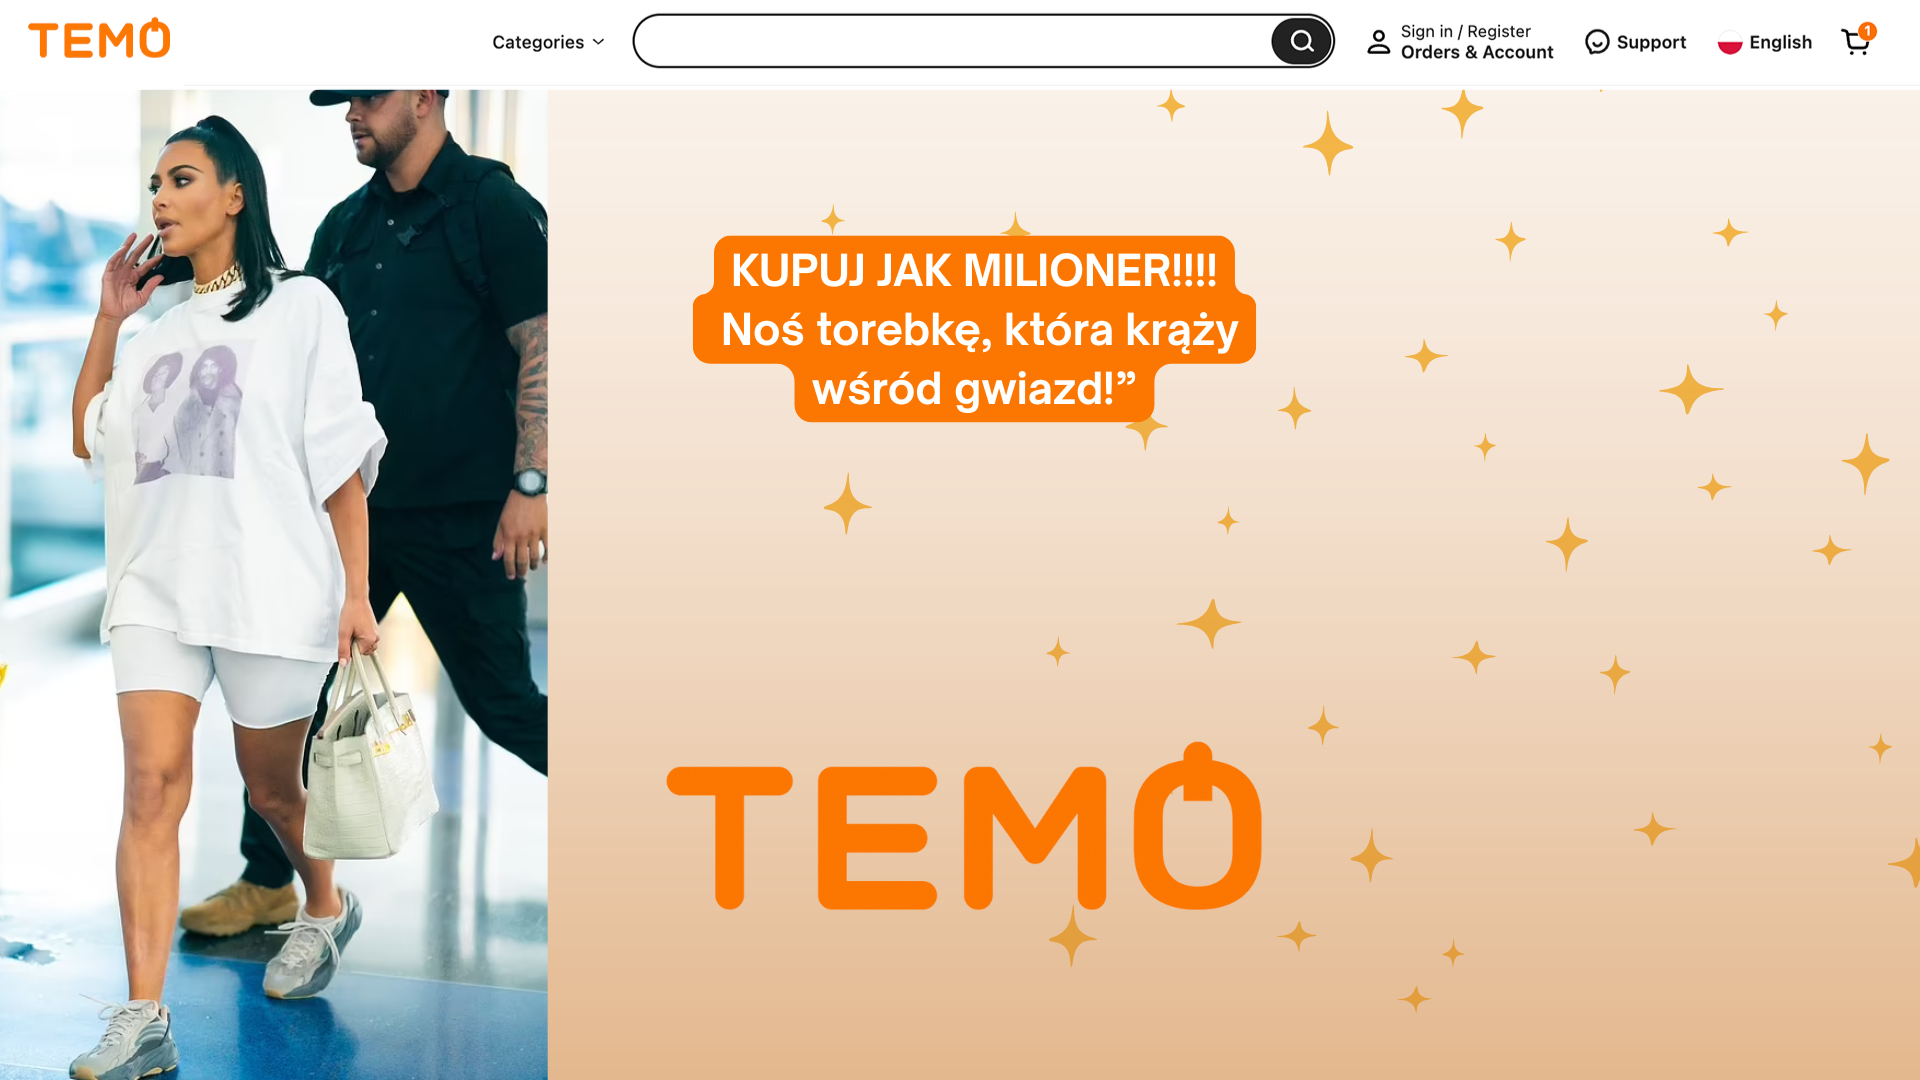 TEMO
Categories
Sign in / Register
Orders & Account
Support
English
1
KUPUJ JAK MILIONER!!!!
Noś torebkę, która krąży
wśród gwiazd!”
TEMO